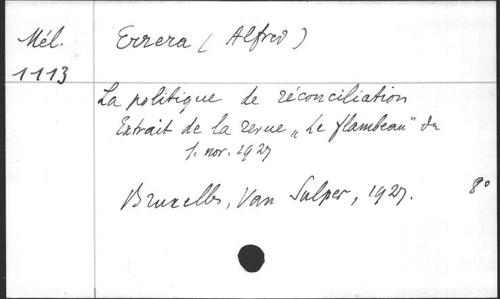 Mél. Errera (Alfred)
1113
La politique de réconciliation
Extrait de la revue „Le flambeau" du
1. nov. 1927
Bruxelles, Van Sulper, 1927. 8°